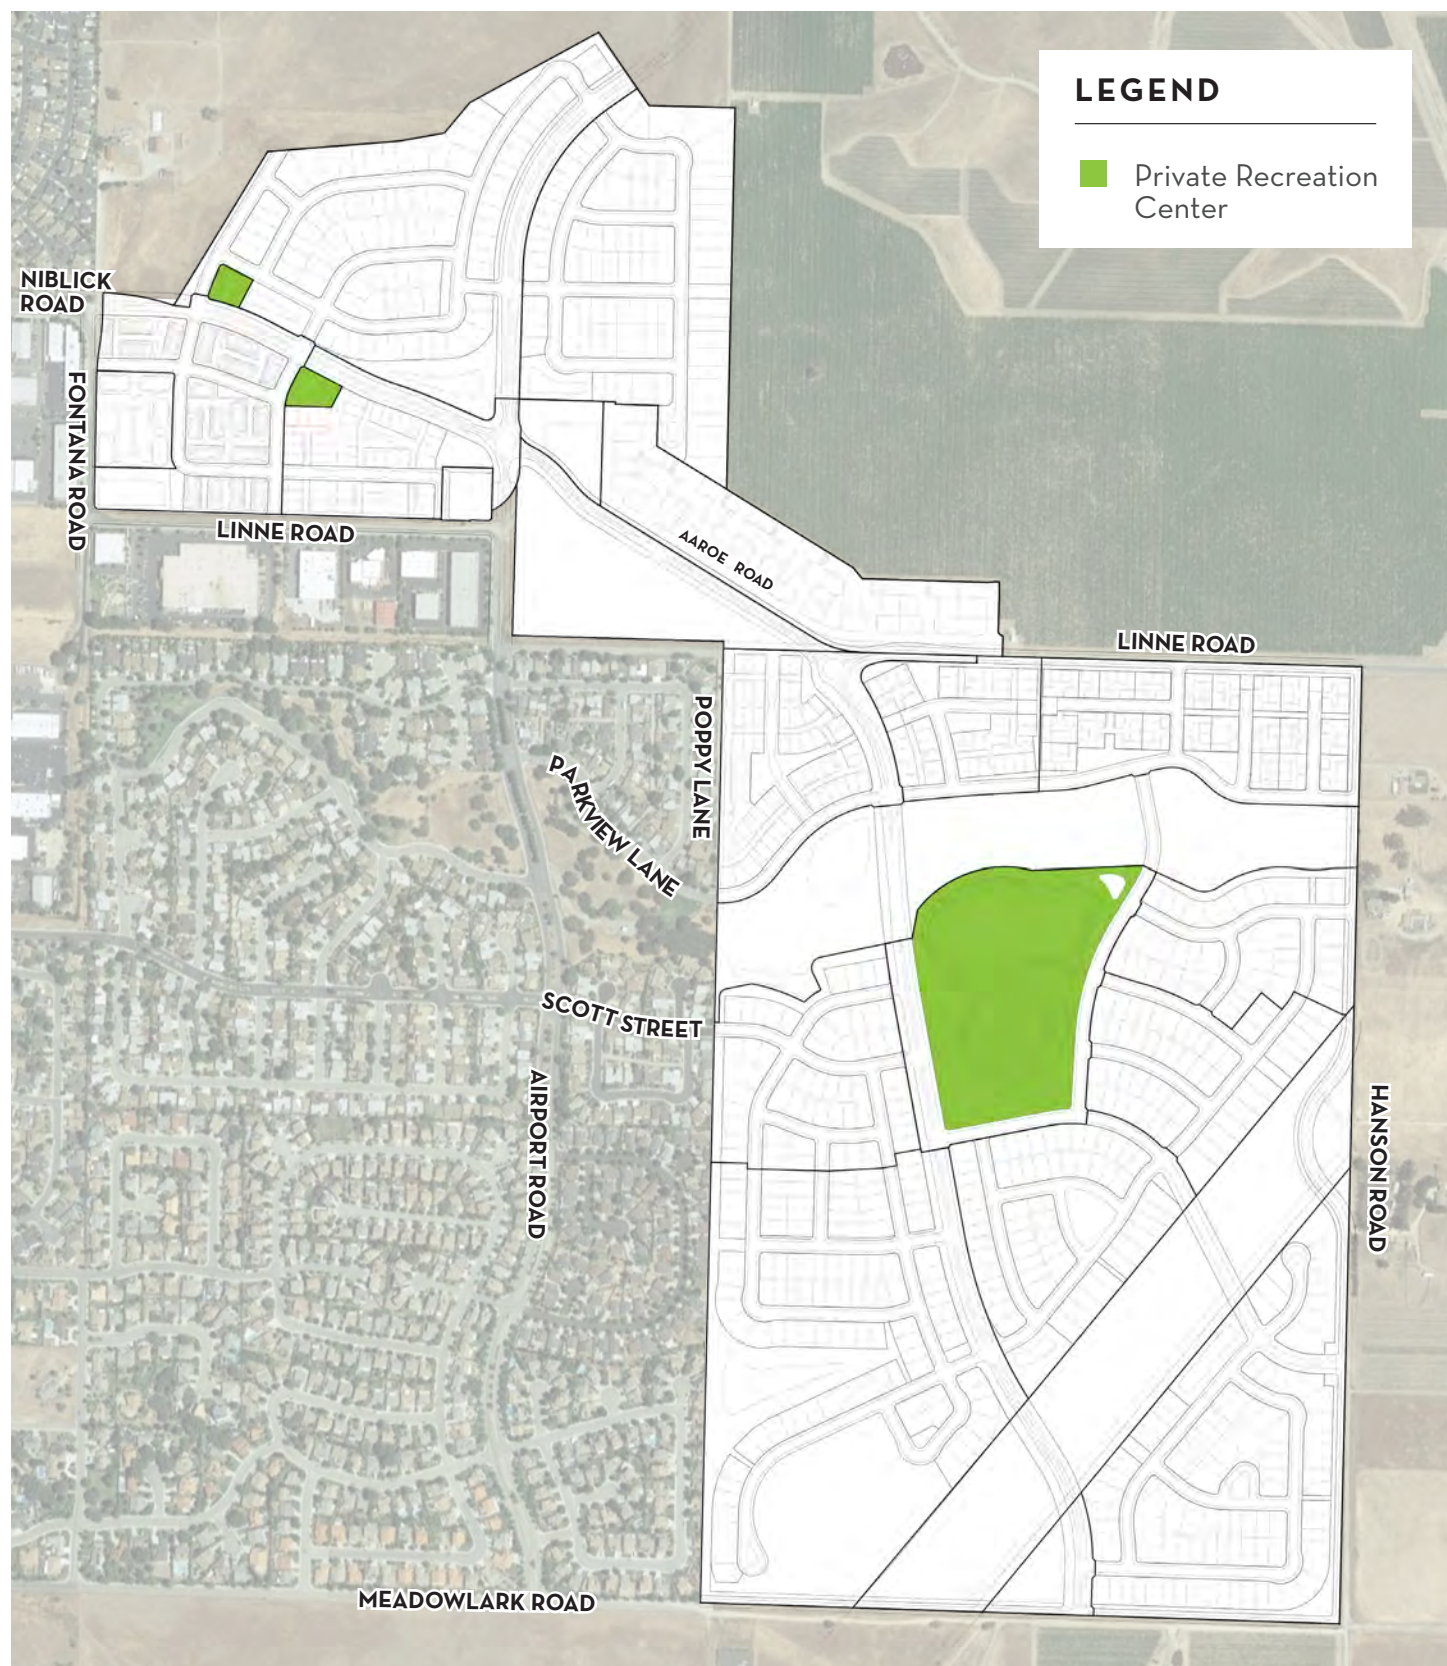 LEGEND
Private Recreation
Center
NIBLICK
ROAD
FONTANA ROAD
LINNE ROAD
AAROE ROAD
LINNE ROAD
POPPY LANE
PARKVIEW LANE
SCOTT STREET
AIRPORT ROAD
HANSON ROAD
MEADOWLARK ROAD